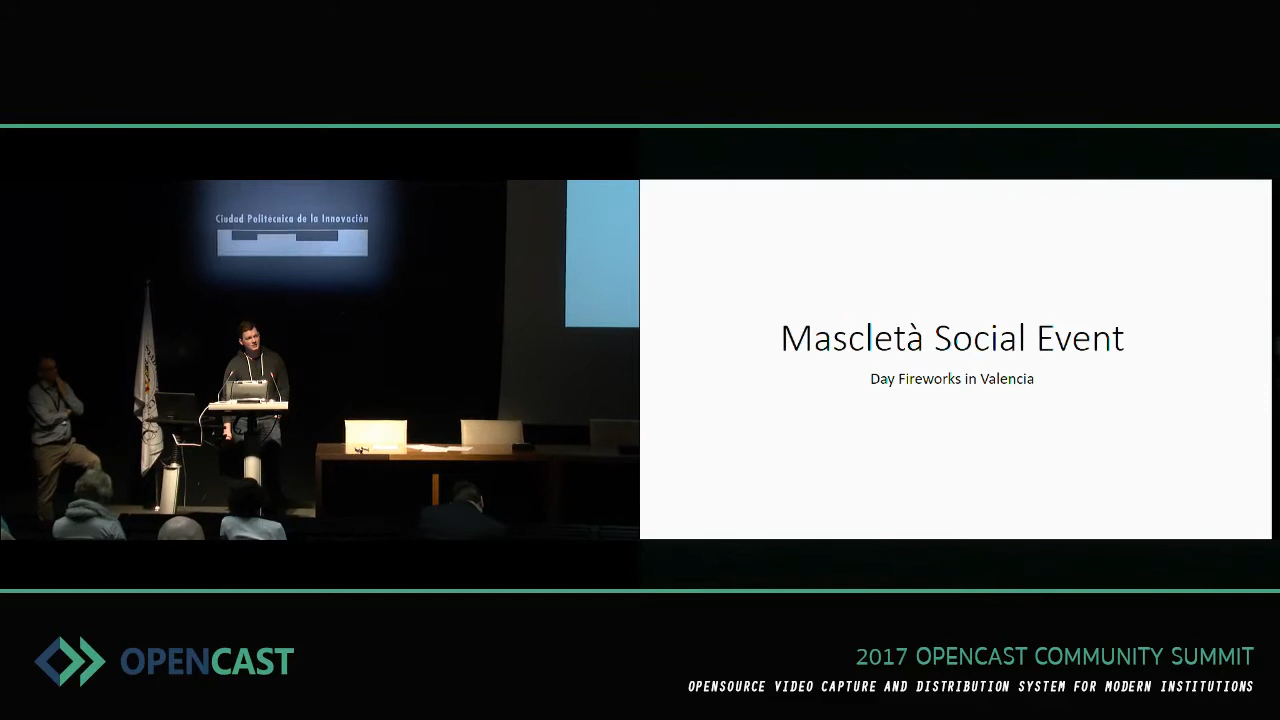 Ciudad Politécnica de la Innovación
Mascletà Social Event
Day Fireworks in Valencia
OPENCAST
2017 OPENCAST COMMUNITY SUMMIT
OPENSOURCE VIDEO CAPTURE AND DISTRIBUTION SYSTEM FOR MODERN INSTITUTIONS